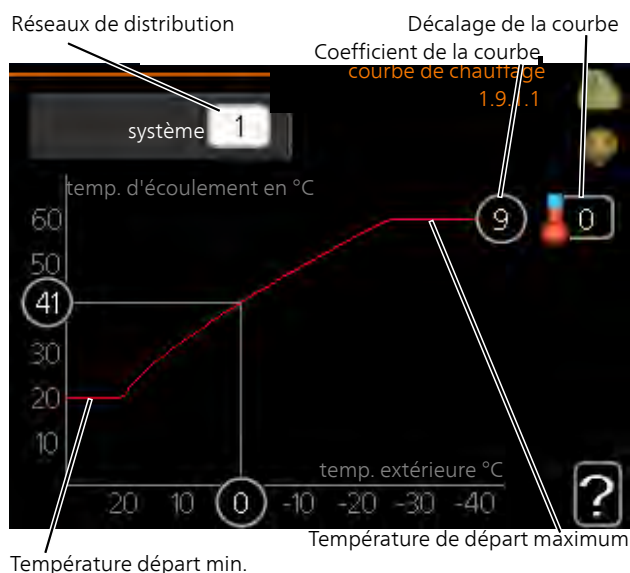 Réseaux de distribution
Décalage de la courbe
Coefficient de la courbe
courbe de chauffage
1.9.1.1
système 1
temp. d'écoulement en °C
60
9
0
50
41
30
20
10
temp. extérieure °C
20 10 0 -10 -20 -30 -40
?
Température de départ maximum
Température départ min.